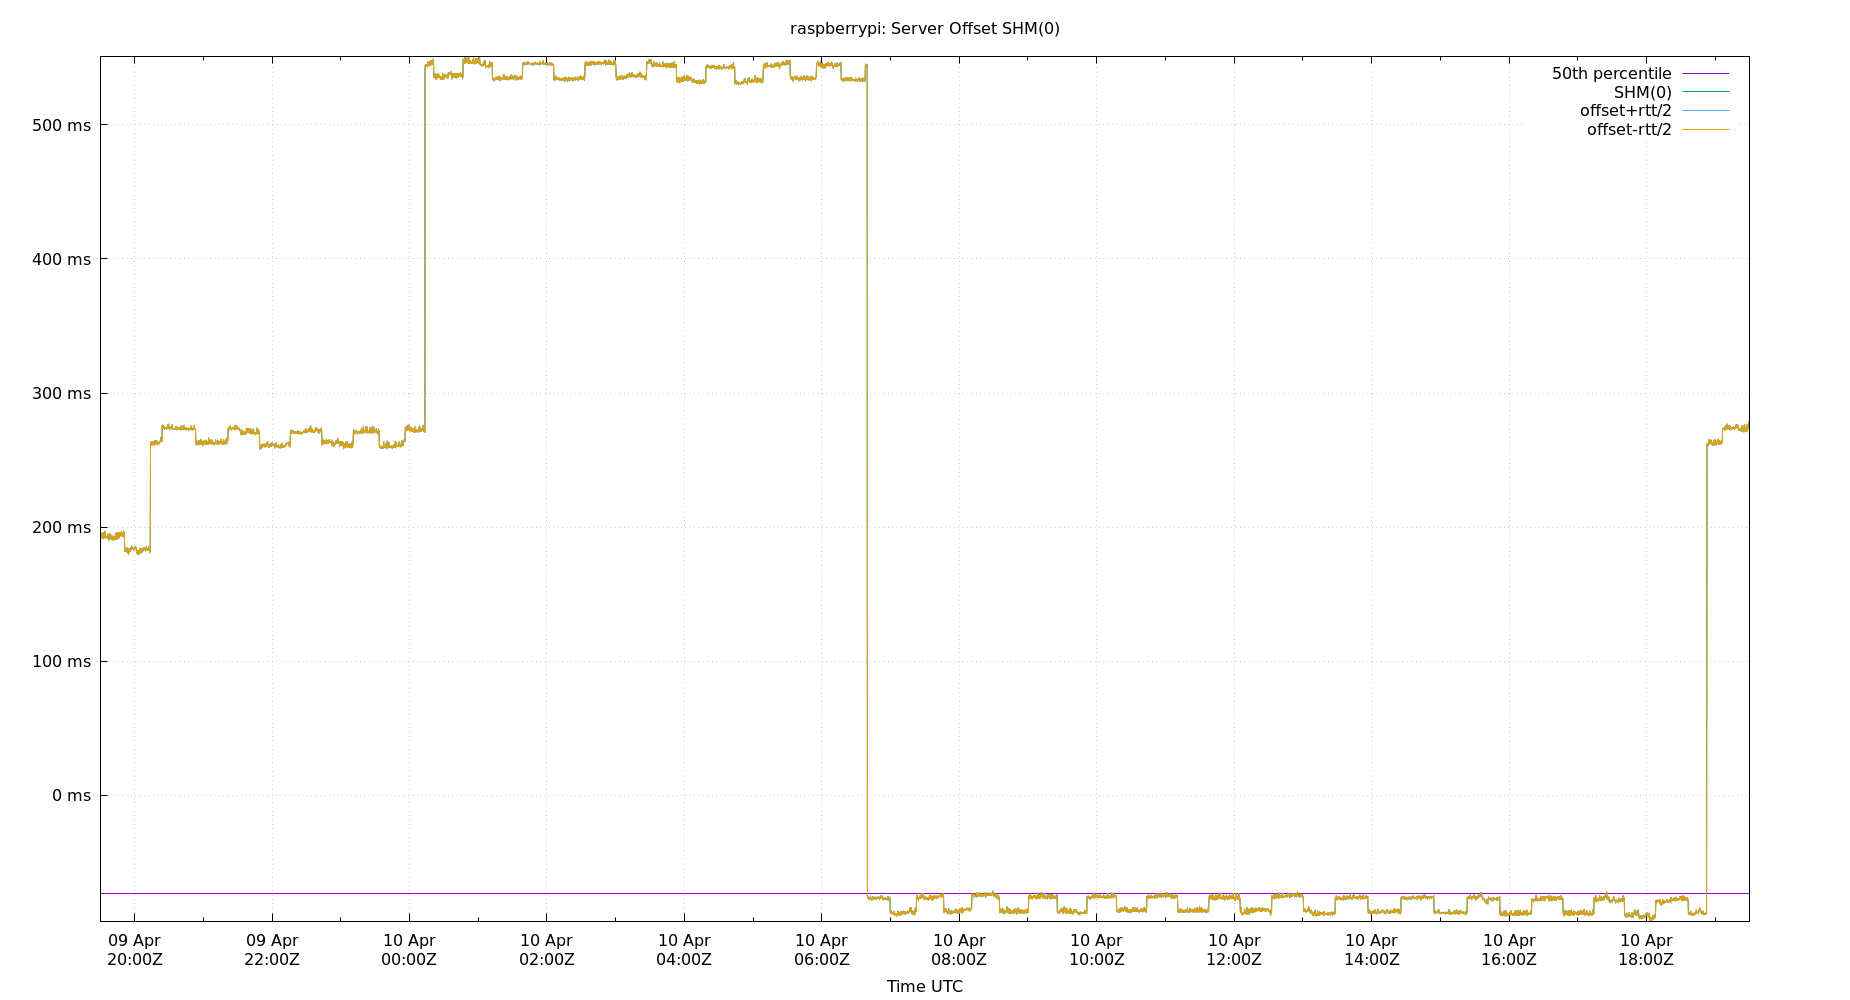 raspberrypi: Server Offset SHM(0)
50th percentile
SHM(0)
offset+rtt/2
offset-rtt/2
500 ms
400 ms
300 ms
200 ms
100 ms
0 ms
09 Apr 09 Apr 10 Apr 10 Apr 10 Apr 10 Apr 10 Apr 10 Apr 10 Apr 10 Apr 10 Apr 10 Apr
20:00Z 22:00Z 00:00Z 02:00Z 04:00Z 06:00Z 08:00Z 10:00Z 12:00Z 14:00Z 16:00Z 18:00Z
Time UTC